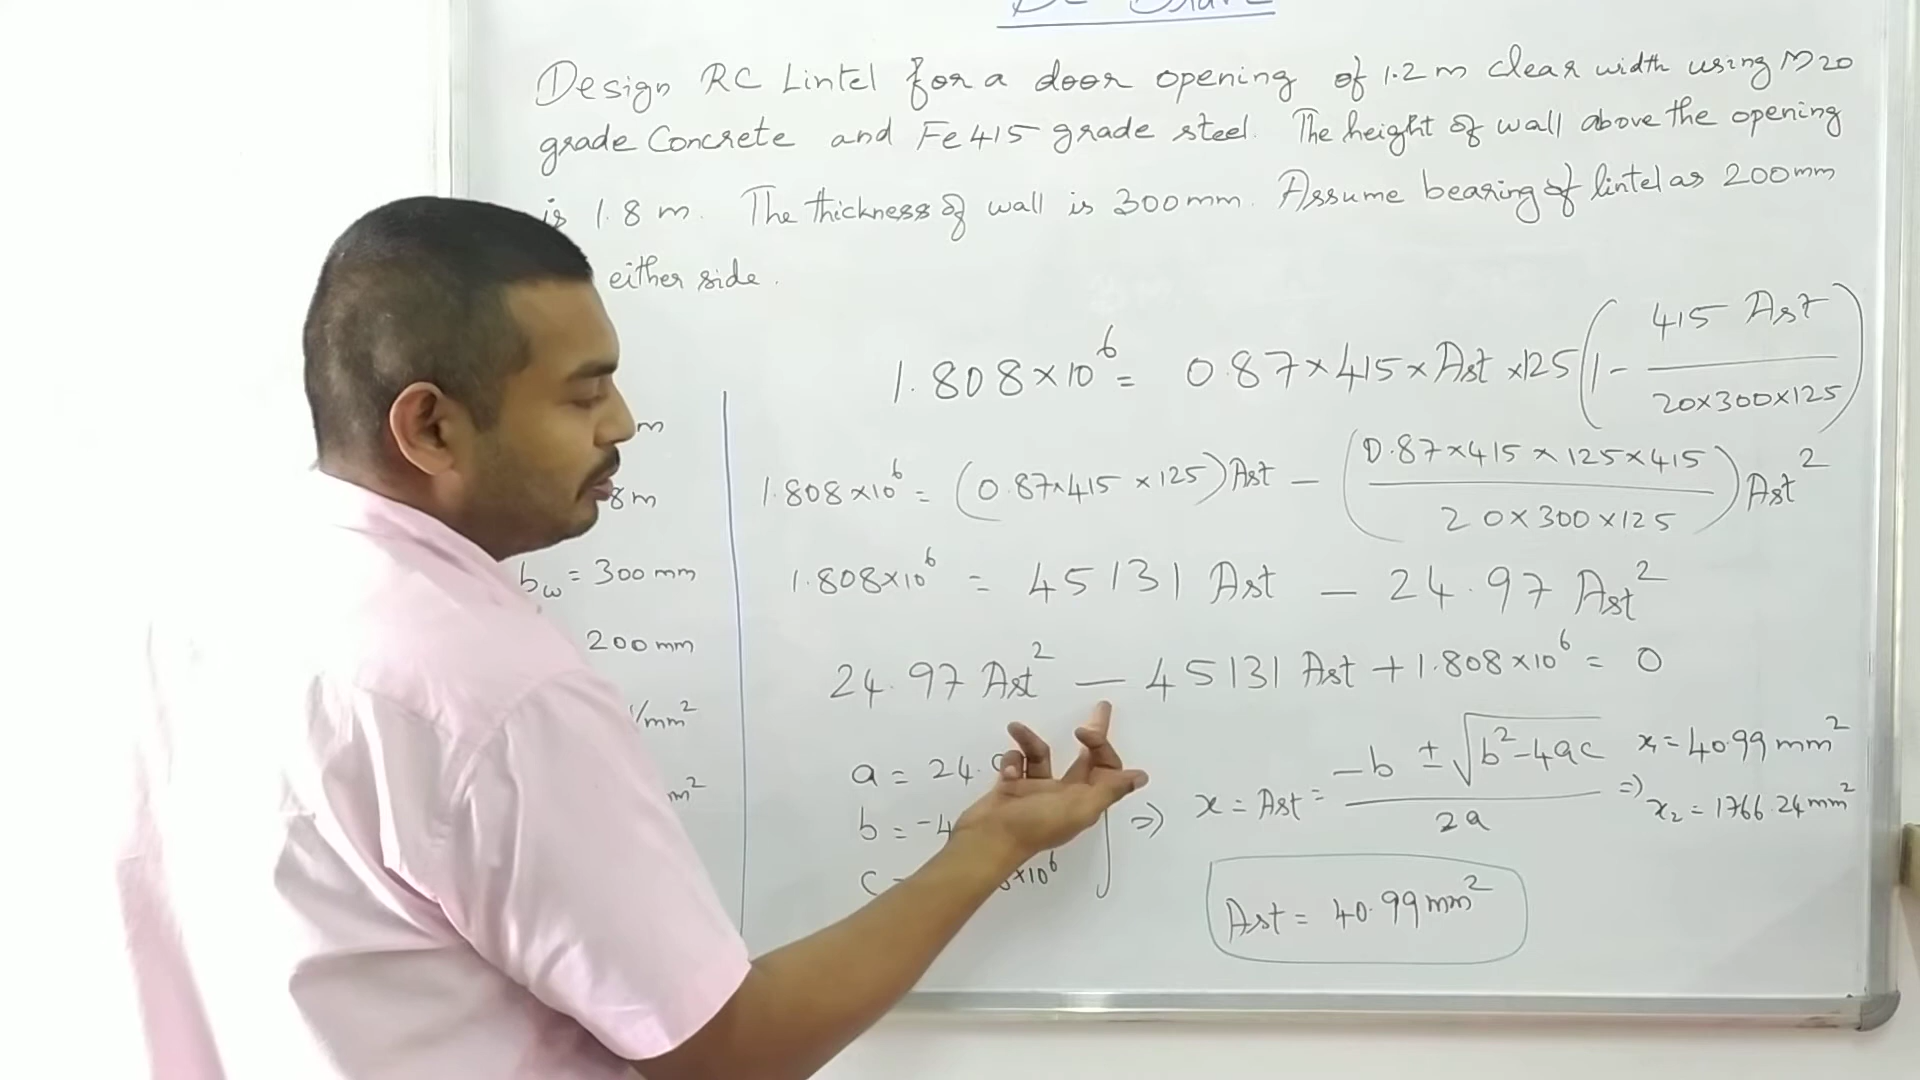 Design RC Lintel for a door opening of 1.2 m clear width using M20
grade Concrete and Fe415 grade steel. The height of wall above the opening
is 1.8 m. The thickness of wall is 300mm. Assume bearing of lintel as 200mm
either side.
1.808×10⁶ = 0.87×415×Ast×125(1 - 415 Ast / 20×300×125)
1.808×10⁶ = (0.87×415×125)Ast - (0.87×415×125×415 / 20×300×125)Ast²
1.808×10⁶ = 45131 Ast - 24.97 Ast²
24.97 Ast² - 45131 Ast + 1.808×10⁶ = 0
m
8m
b_w = 300 mm
200 mm
/mm²
m²
a = 24.9
b = -4
c ×10⁶
⇒ x = Ast = -b ± √b²-4ac / 2a ⇒ x₁ = 40.99 mm²
x₂ = 1766.24 mm²
Ast = 40.99 mm²